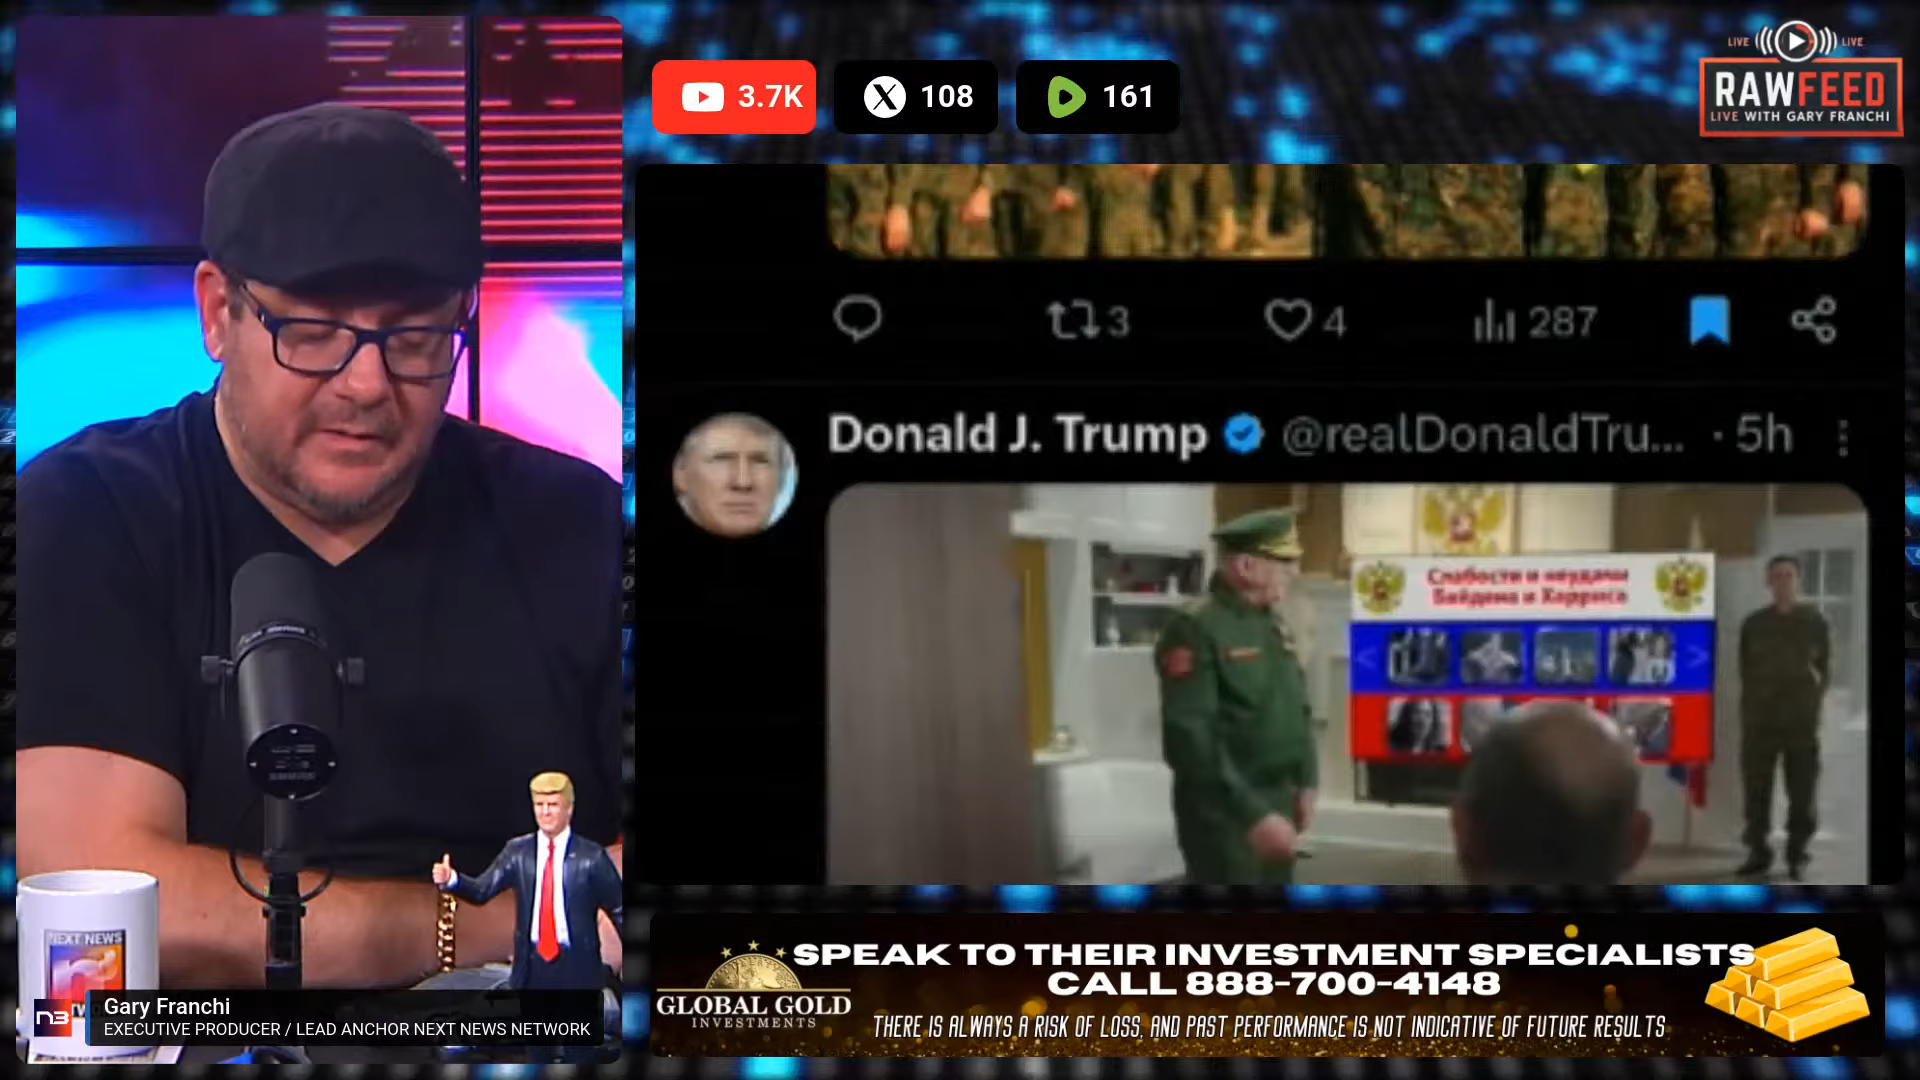 3.7K
108
161
LIVE
LIVE
RAWFEED
LIVE WITH GARY FRANCHI
3
4
287
Donald J. Trump @realDonaldTru... · 5h
Слабости и неудачи
Байдена и Харриса
NEXT NEWS
Gary Franchi
EXECUTIVE PRODUCER / LEAD ANCHOR NEXT NEWS NETWORK
SPEAK TO THEIR INVESTMENT SPECIALISTS
CALL 888-700-4148
GLOBAL GOLD
INVESTMENTS
THERE IS ALWAYS A RISK OF LOSS, AND PAST PERFORMANCE IS NOT INDICATIVE OF FUTURE RESULTS